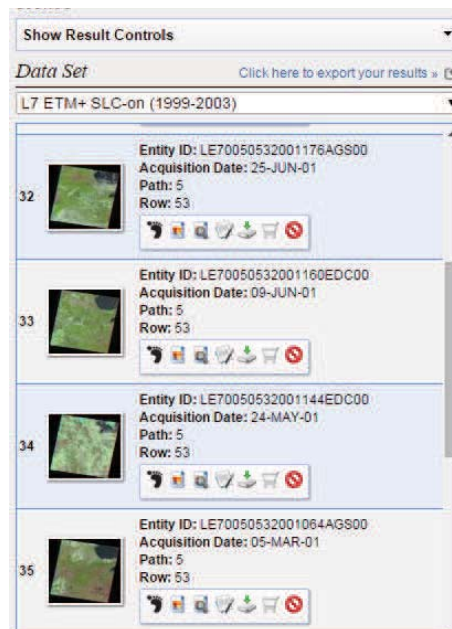 Show Result Controls
Data Set
Click here to export your results »
L7 ETM+ SLC-on (1999-2003)
32
Entity ID: LE70050532001176AGS00
Acquisition Date: 25-JUN-01
Path: 5
Row: 53
33
Entity ID: LE70050532001160EDC00
Acquisition Date: 09-JUN-01
Path: 5
Row: 53
34
Entity ID: LE70050532001144EDC00
Acquisition Date: 24-MAY-01
Path: 5
Row: 53
35
Entity ID: LE70050532001064AGS00
Acquisition Date: 05-MAR-01
Path: 5
Row: 53